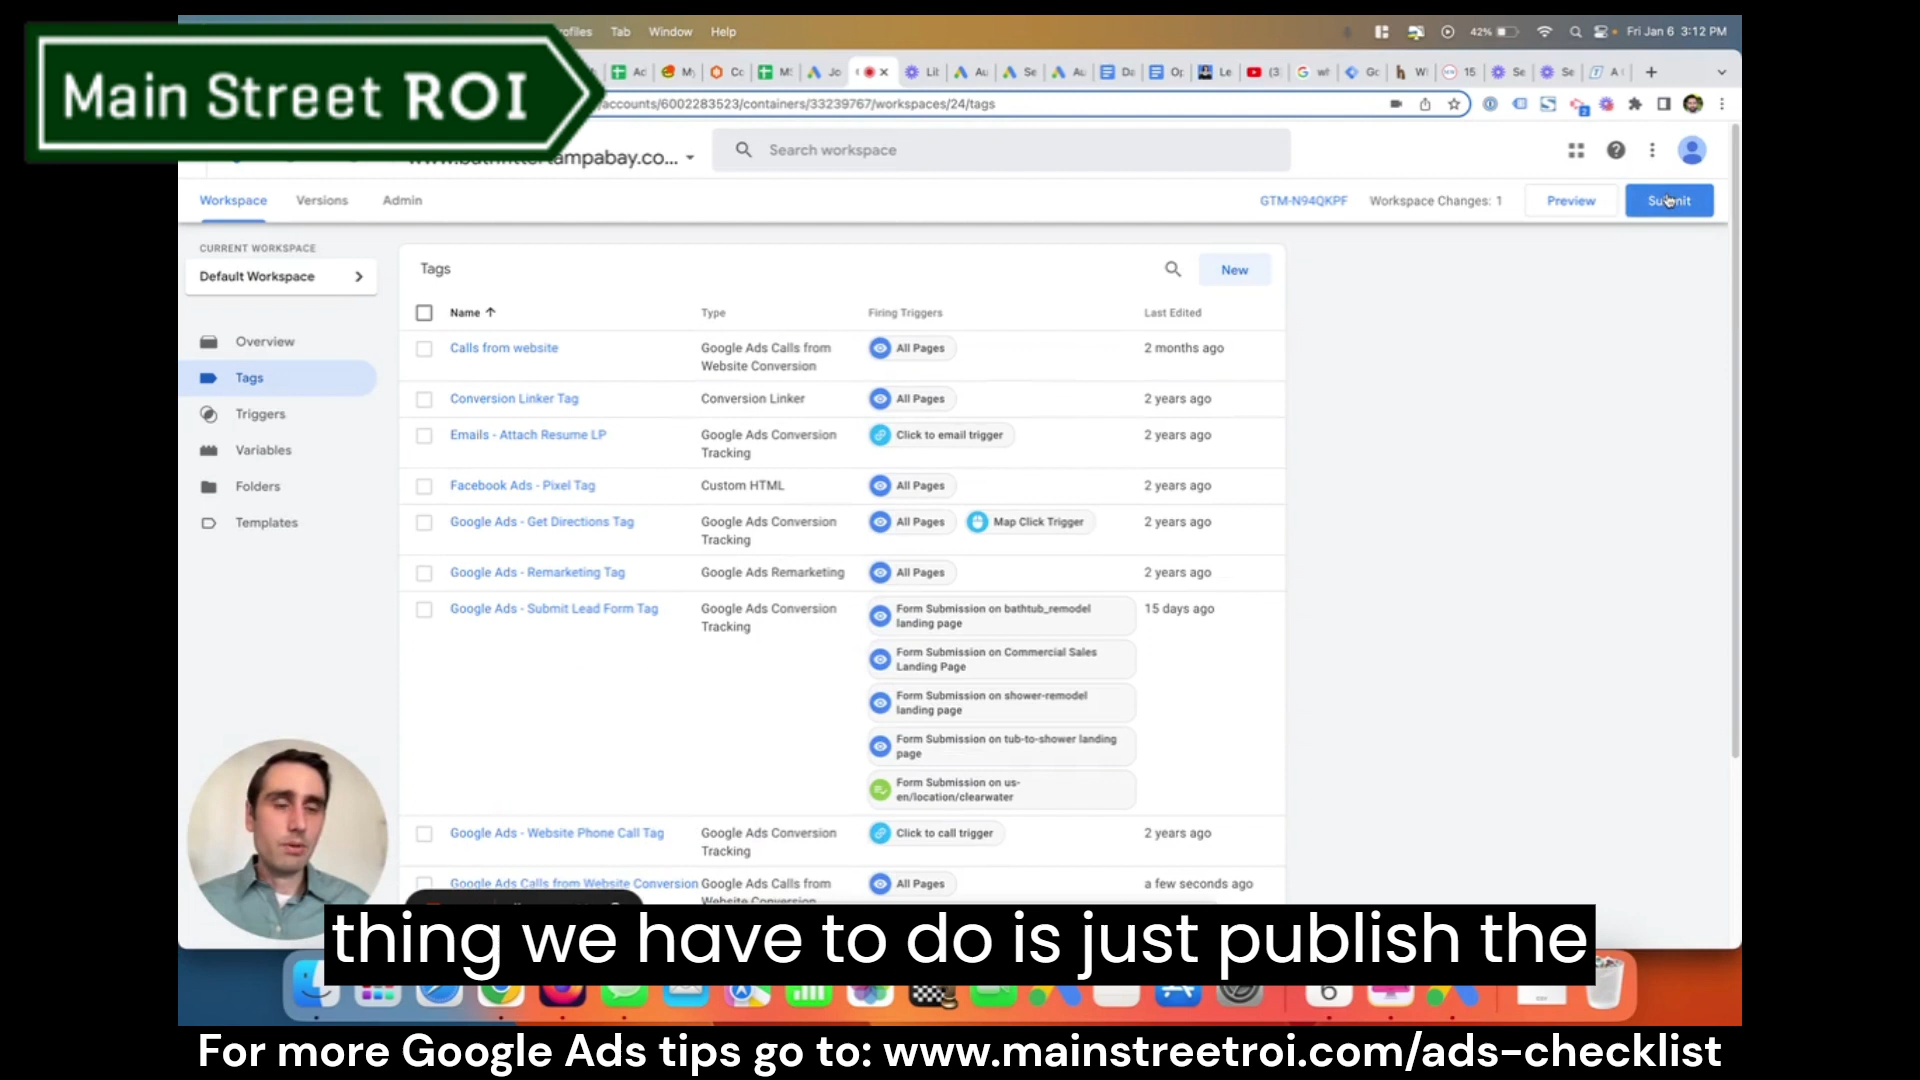 Main Street ROI
Profiles Tab Window Help
42%
Fri Jan 6 3:12 PM
accounts/6002283523/containers/33239767/workspaces/24/tags
Search workspace
Workspace Versions Admin
GTM-N94QKPF Workspace Changes: 1 Preview Submit
CURRENT WORKSPACE
Default Workspace
Overview
Tags
Triggers
Variables
Folders
Templates
Tags
New
Name Type Firing Triggers Last Edited
Calls from website Google Ads Calls from All Pages 2 months ago
Website Conversion
Conversion Linker Tag Conversion Linker All Pages 2 years ago
Emails - Attach Resume LP Google Ads Conversion Click to email trigger 2 years ago
Tracking
Facebook Ads - Pixel Tag Custom HTML All Pages 2 years ago
Google Ads - Get Directions Tag Google Ads Conversion All Pages Map Click Trigger 2 years ago
Tracking
Google Ads - Remarketing Tag Google Ads Remarketing All Pages 2 years ago
Google Ads - Submit Lead Form Tag Google Ads Conversion Form Submission on bathtub_remodel 15 days ago
Tracking landing page
Form Submission on Commercial Sales
Landing Page
Form Submission on shower-remodel
landing page
Form Submission on tub-to-shower landing
page
Form Submission on us-
en/location/clearwater
Google Ads - Website Phone Call Tag Google Ads Conversion Click to call trigger 2 years ago
Tracking
Google Ads Calls from Website Conversion Google Ads Calls from All Pages a few seconds ago
Website Conversion
thing we have to do is just publish the
For more Google Ads tips go to: www.mainstreetroi.com/ads-checklist